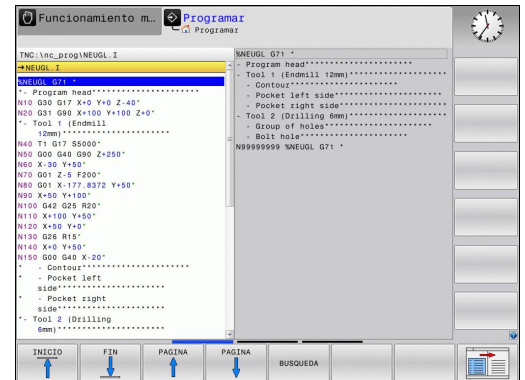 Funcionamiento m...
Programar
Programar
TNC:\nc_prog\NEUGL.I
→NEUGL.I
%NEUGL G71 *
*- Program head**********************
N10 G30 G17 X+0 Y+0 Z-40*
N20 G31 G90 X+100 Y+100 Z+0*
*- Tool 1 (Endmill
12mm)**********************
N40 T1 G17 S5000*
N50 G00 G40 G90 Z+250*
N60 X-30 Y+50*
N70 G01 Z-5 F200*
N80 G01 X-177.8372 Y+50*
N90 X+50 Y+100*
N100 G42 G25 R20*
N110 X+100 Y+50*
N120 X+50 Y+0*
N130 G26 R15*
N140 X+0 Y+50*
N150 G00 G40 X-20*
* - Contour**********************
* - Pocket left
side**********************
* - Pocket right
side**********************
*- Tool 2 (Drilling
6mm)**********************
%NEUGL G71 *
- Program head**********************
- Tool 1 (Endmill 12mm)********************
- Contour**********************
- Pocket left side**********************
- Pocket right side**********************
- Tool 2 (Drilling 6mm)**********************
- Group of holes**********************
- Bolt hole**********************
N99999999 %NEUGL G71 *
INICIO
FIN
PAGINA
PAGINA
BUSQUEDA